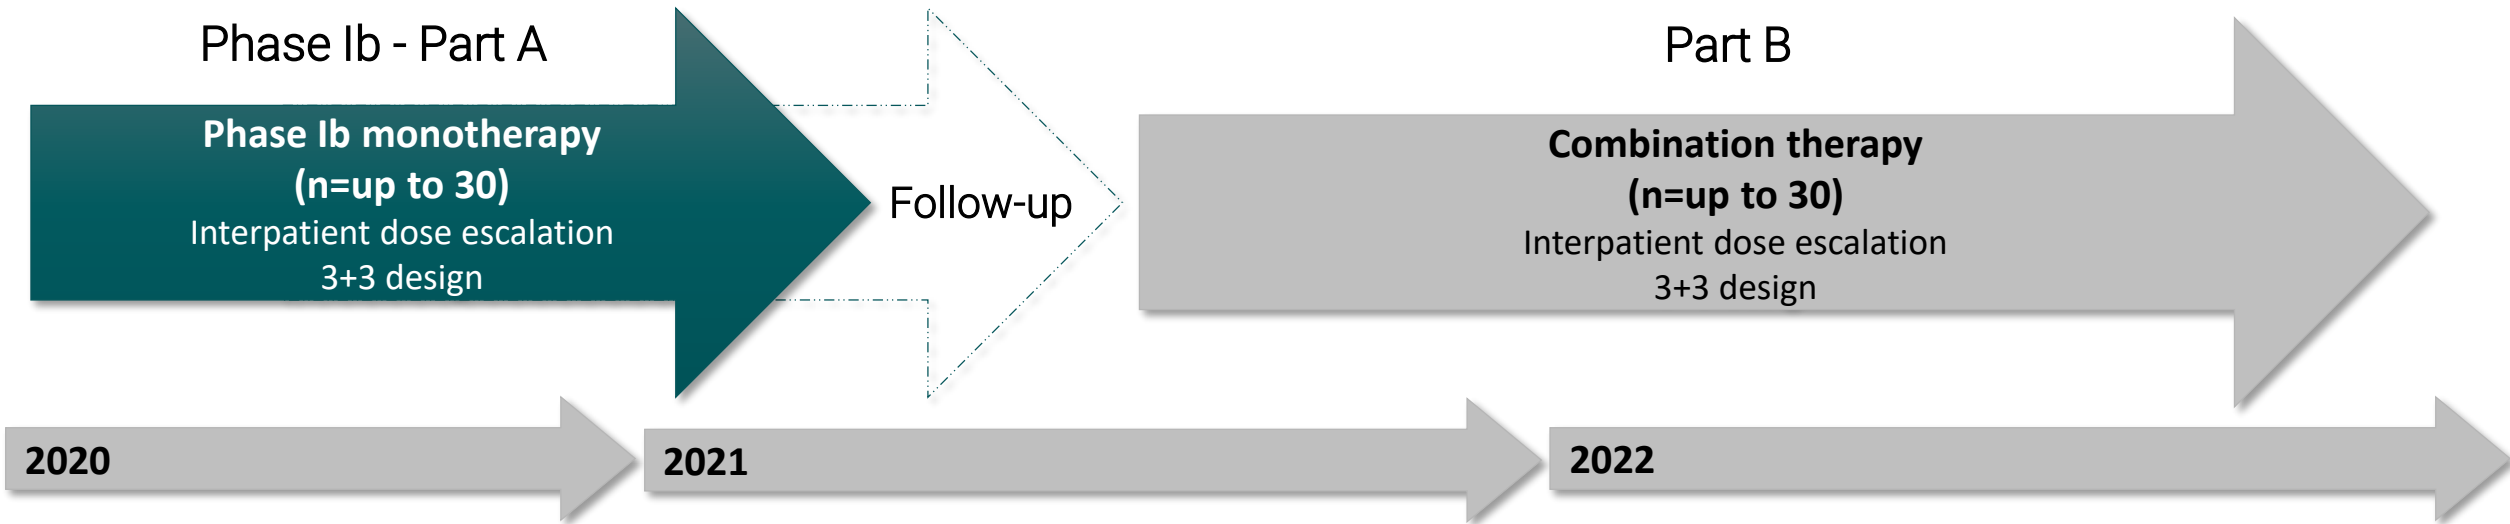 Phase Ib - Part A
Phase Ib monotherapy
(n=up to 30)
Interpatient dose escalation
3+3 design
Follow-up
Part B
Combination therapy
(n=up to 30)
Interpatient dose escalation
3+3 design
2020
2021
2022